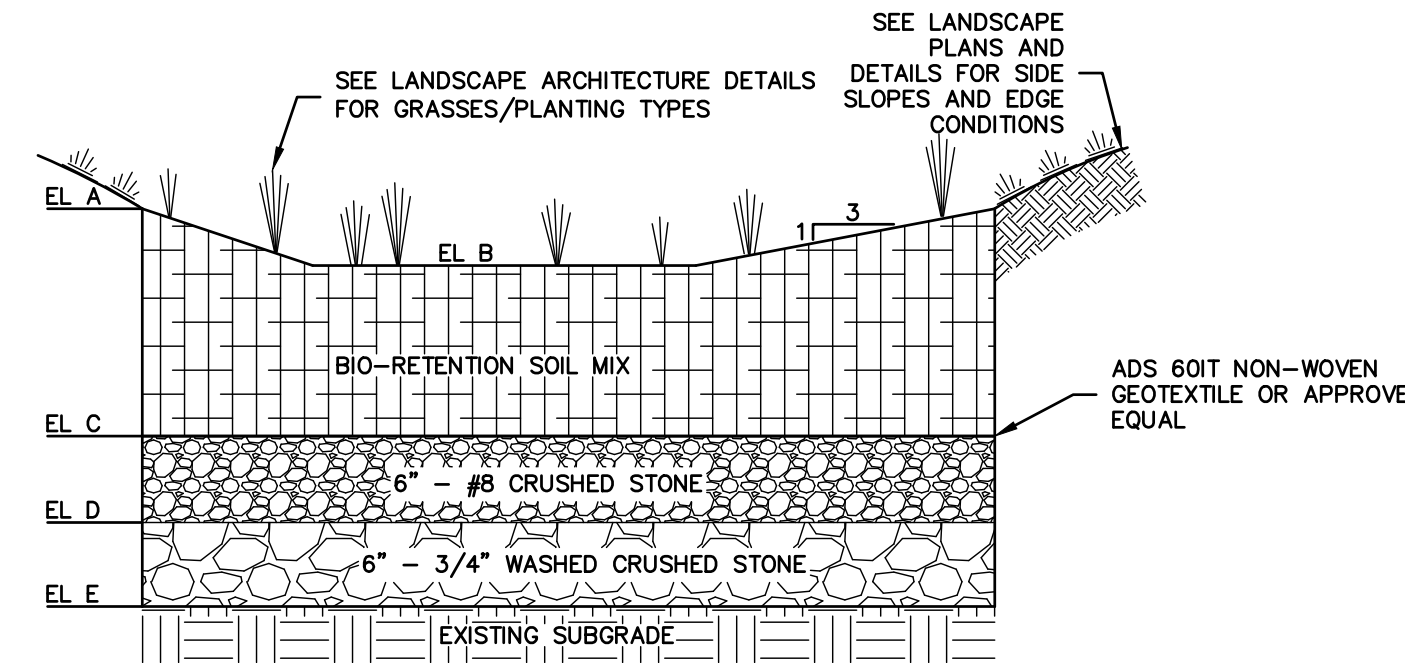 SEE LANDSCAPE
PLANS AND
DETAILS FOR SIDE
SLOPES AND EDGE
CONDITIONS
SEE LANDSCAPE ARCHITECTURE DETAILS
FOR GRASSES/PLANTING TYPES
EL A
3
1
EL B
BIO-RETENTION SOIL MIX
ADS 601T NON-WOVEN
GEOTEXTILE OR APPROVE
EQUAL
EL C
6" - #8 CRUSHED STONE
EL D
6" - 3/4" WASHED CRUSHED STONE
EL E
EXISTING SUBGRADE